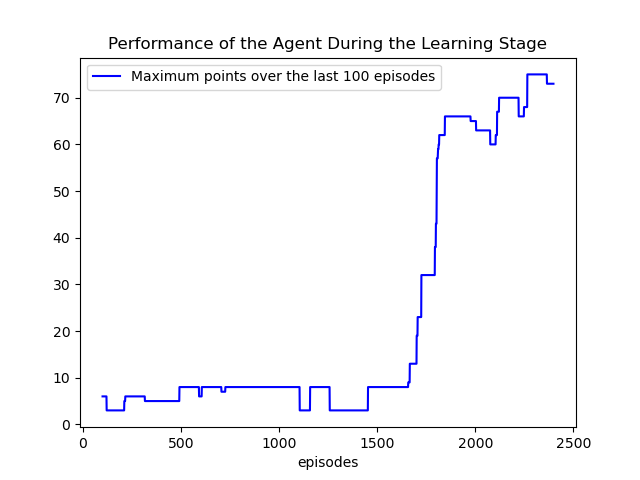 Performance of the Agent During the Learning Stage
Maximum points over the last 100 episodes
70
60
50
40
30
20
10
0
0 500 1000 1500 2000 2500
episodes